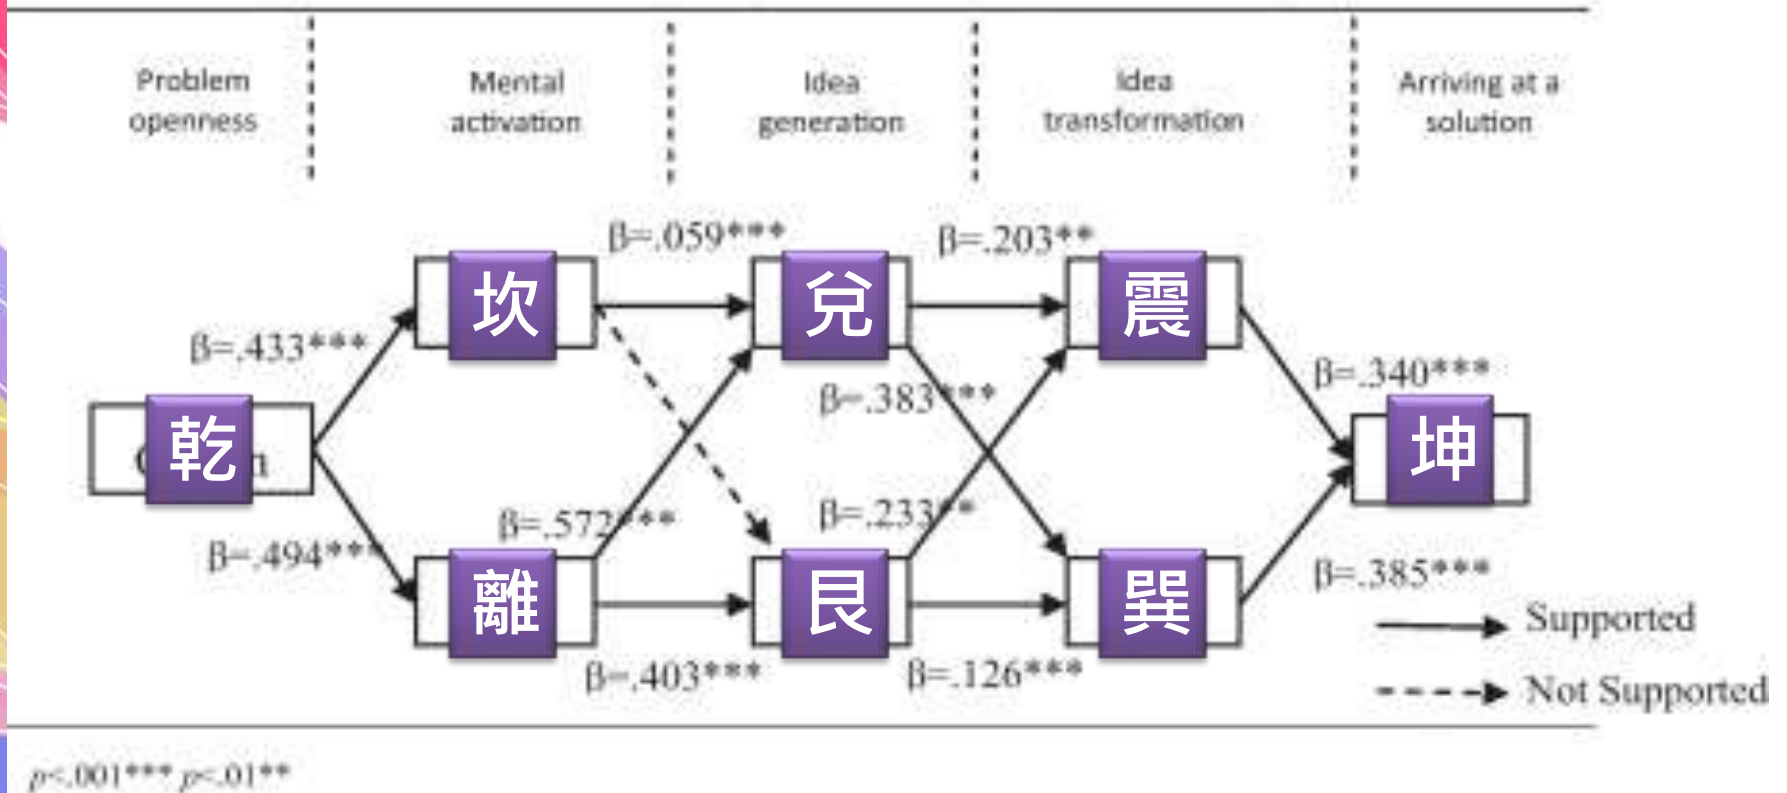 Problem openness
Mental activation
Idea generation
Idea transformation
Arriving at a solution
β=.059***
β=.203**
坎
兌
震
β=.433***
β=.340***
β=.383***
乾
坤
β=.572***
β=.233**
β=.494***
β=.385***
離
艮
巽
Supported
β=.403***
β=.126***
Not Supported
p<.001*** p<.01**